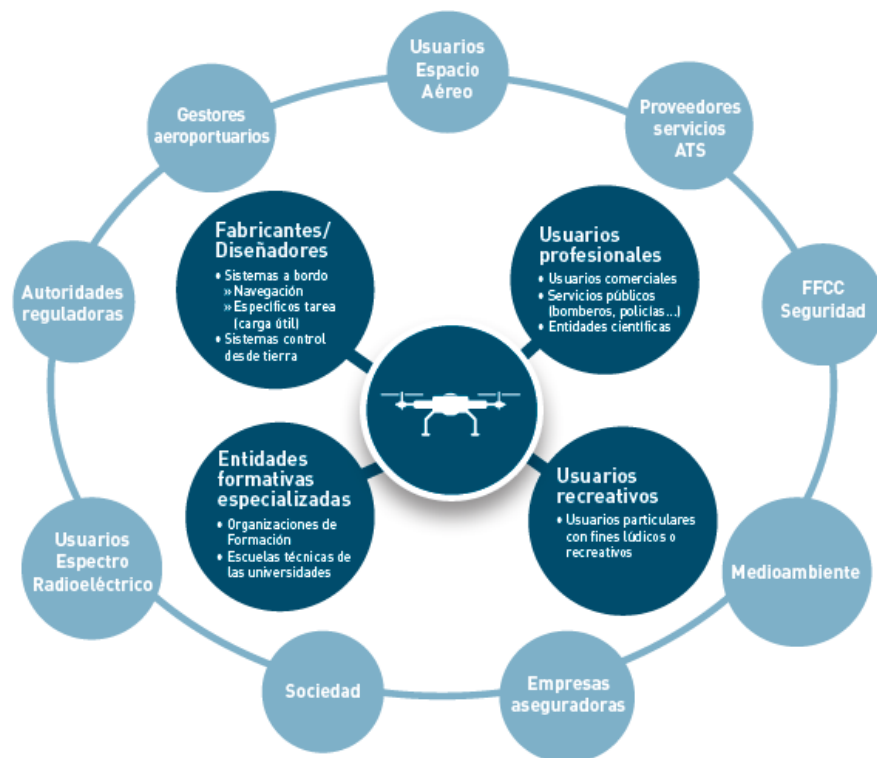 Usuarios
Espacio
Aéreo
Gestores
aeroportuarios
Proveedores
servicios
ATS
Fabricantes/
Diseñadores
• Sistemas a bordo
» Navegación
» Específicos tarea
(carga útil)
• Sistemas control
desde tierra
Usuarios
profesionales
• Usuarios comerciales
• Servicios públicos
(bomberos, policías...)
• Entidades científicas
Autoridades
reguladoras
FFCC
Seguridad
Entidades
formativas
especializadas
• Organizaciones de
Formación
• Escuelas técnicas de
las universidades
Usuarios
recreativos
• Usuarios particulares
con fines lúdicos o
recreativos
Usuarios
Espectro
Radioeléctrico
Medioambiente
Sociedad
Empresas
aseguradoras